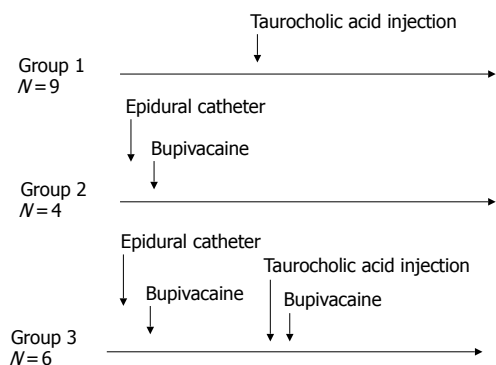 Taurocholic acid injection
Group 1
N = 9
Epidural catheter
Bupivacaine
Group 2
N = 4
Epidural catheter
Taurocholic acid injection
Bupivacaine
Bupivacaine
Group 3
N = 6